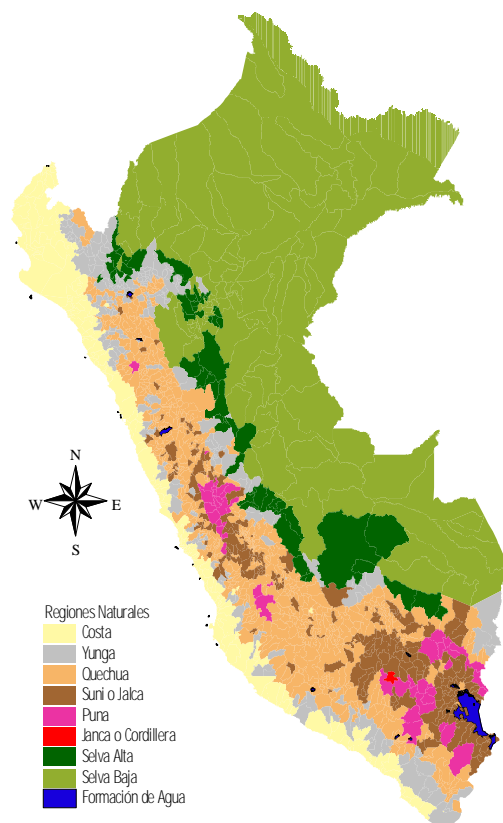 N
W E
S
Regiones Naturales
Costa
Yunga
Quechua
Suni o Jalca
Puna
Janca o Cordillera
Selva Alta
Selva Baja
Formación de Agua